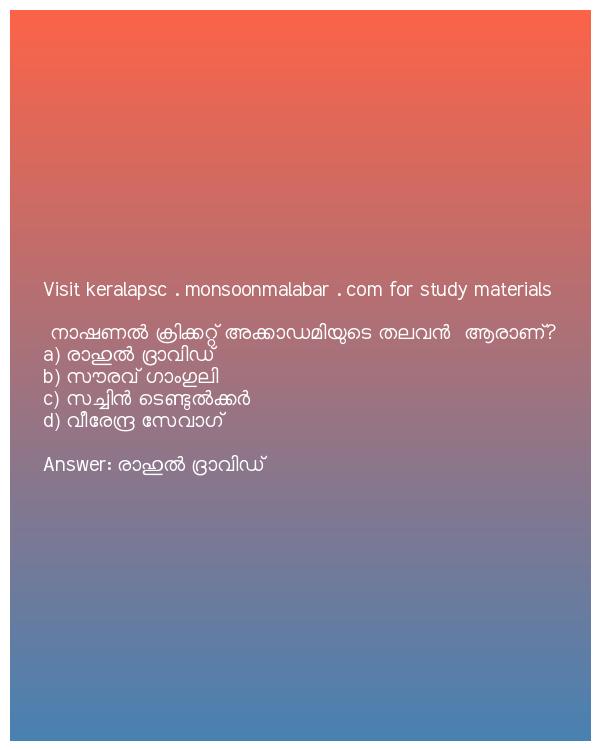 Visit keralapsc . monsoonmalabar . com for study materials
നാഷണൽ ക്രിക്കറ്റ് അക്കാഡമിയുടെ തലവൻ ആരാണ്?
a) രാഹുൽ ദ്രാവിഡ്
b) സൗരവ് ഗാംഗുലി
c) സച്ചിൻ ടെണ്ടുൽക്കർ
d) വീരേന്ദ്ര സേവാഗ്
Answer: രാഹുൽ ദ്രാവിഡ്